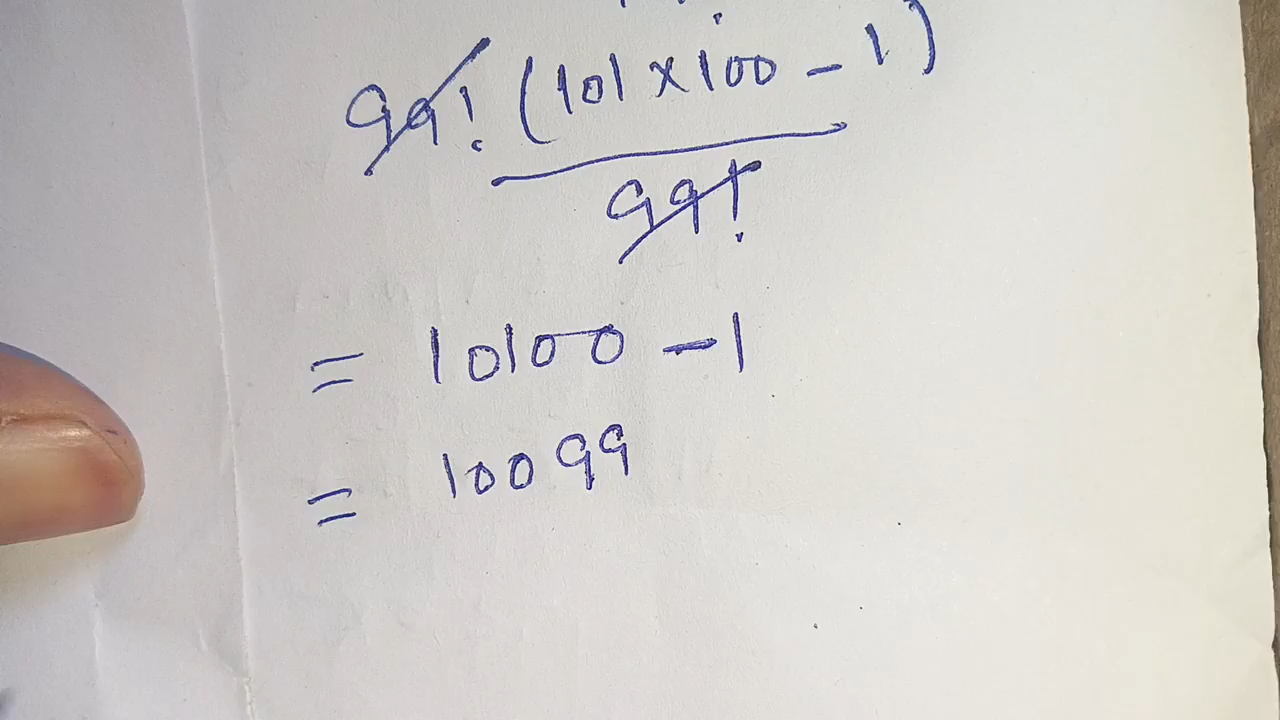 99! (101 × 100 - 1)
99!
= 10100 - 1
= 10099